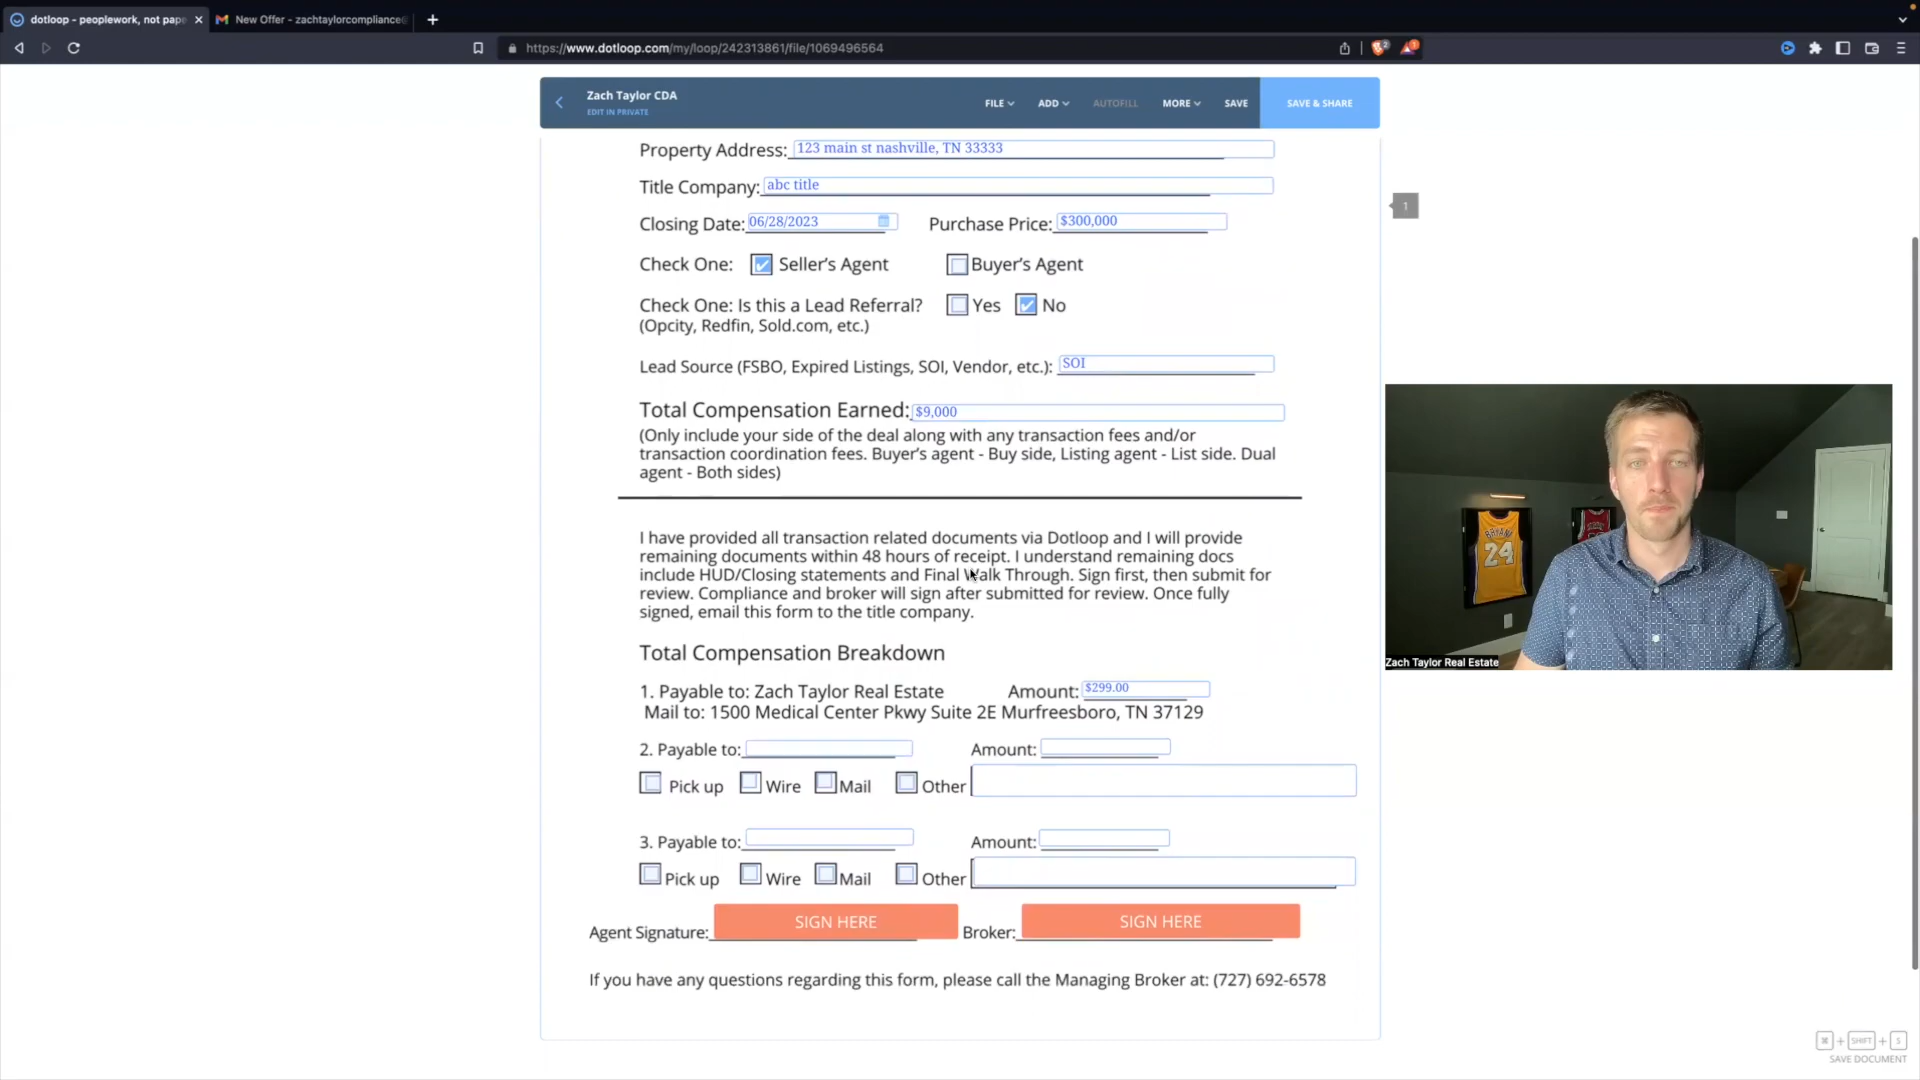 dotloop - peoplework, not pap
New Offer - zachtaylorcompliance@
https://www.dotloop.com/my/loop/242313861/file/1069496564
Zach Taylor CDA
EDIT IN PRIVATE
FILE
ADD
AUTOFILL
MORE
SAVE
SAVE & SHARE
Property Address: 123 main st nashville, TN 33333
Title Company: abc title
1
Closing Date: 06/28/2023 Purchase Price: $300,000
Check One: Seller's Agent Buyer's Agent
Check One: Is this a Lead Referral? Yes No
(Opcity, Redfin, Sold.com, etc.)
Lead Source (FSBO, Expired Listings, SOI, Vendor, etc.): SOI
Total Compensation Earned: $9,000
(Only include your side of the deal along with any transaction fees and/or
transaction coordination fees. Buyer's agent - Buy side, Listing agent - List side. Dual
agent - Both sides)
I have provided all transaction related documents via Dotloop and I will provide
remaining documents within 48 hours of receipt. I understand remaining docs
include HUD/Closing statements and Final Walk Through. Sign first, then submit for
review. Compliance and broker will sign after submitted for review. Once fully
signed, email this form to the title company.
Total Compensation Breakdown
1. Payable to: Zach Taylor Real Estate Amount: $299.00
Mail to: 1500 Medical Center Pkwy Suite 2E Murfreesboro, TN 37129
2. Payable to: Amount:
Pick up Wire Mail Other
3. Payable to: Amount:
Pick up Wire Mail Other
Agent Signature: SIGN HERE Broker: SIGN HERE
If you have any questions regarding this form, please call the Managing Broker at: (727) 692-6578
BRYANT
24
Zach Taylor Real Estate
⌘ + SHIFT + S
SAVE DOCUMENT